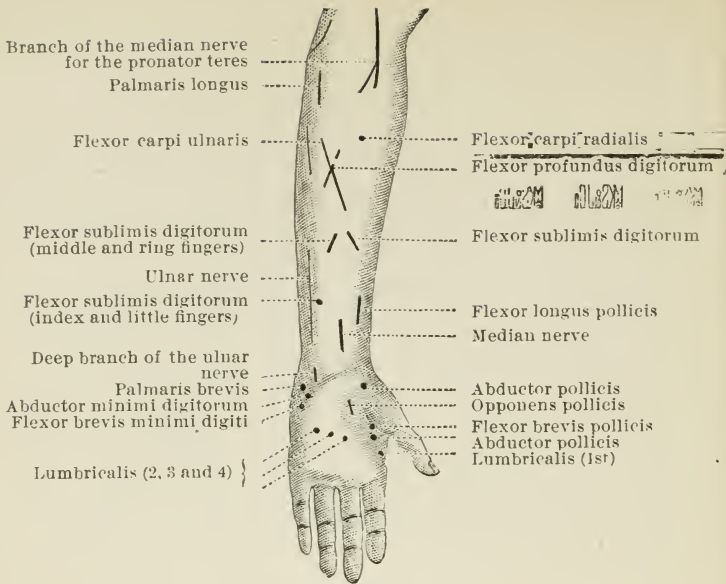 Branch of the median nerve
for the pronator teres
Palmaris longus
Flexor carpi ulnaris
Flexor sublimis digitorum
(middle and ring fingers)
Ulnar nerve
Flexor sublimis digitorum
(index and little fingers)
Deep branch of the ulnar
nerve
Palmaris brevis
Abductor minimi digitorum
Flexor brevis minimi digiti
Lumbricalis (2, 3 and 4)
Flexor carpi radialis
Flexor profundus digitorum
Flexor sublimis digitorum
Flexor longus pollicis
Median nerve
Abductor pollicis
Opponens pollicis
Flexor brevis pollicis
Abductor pollicis
Lumbricalis (1st)